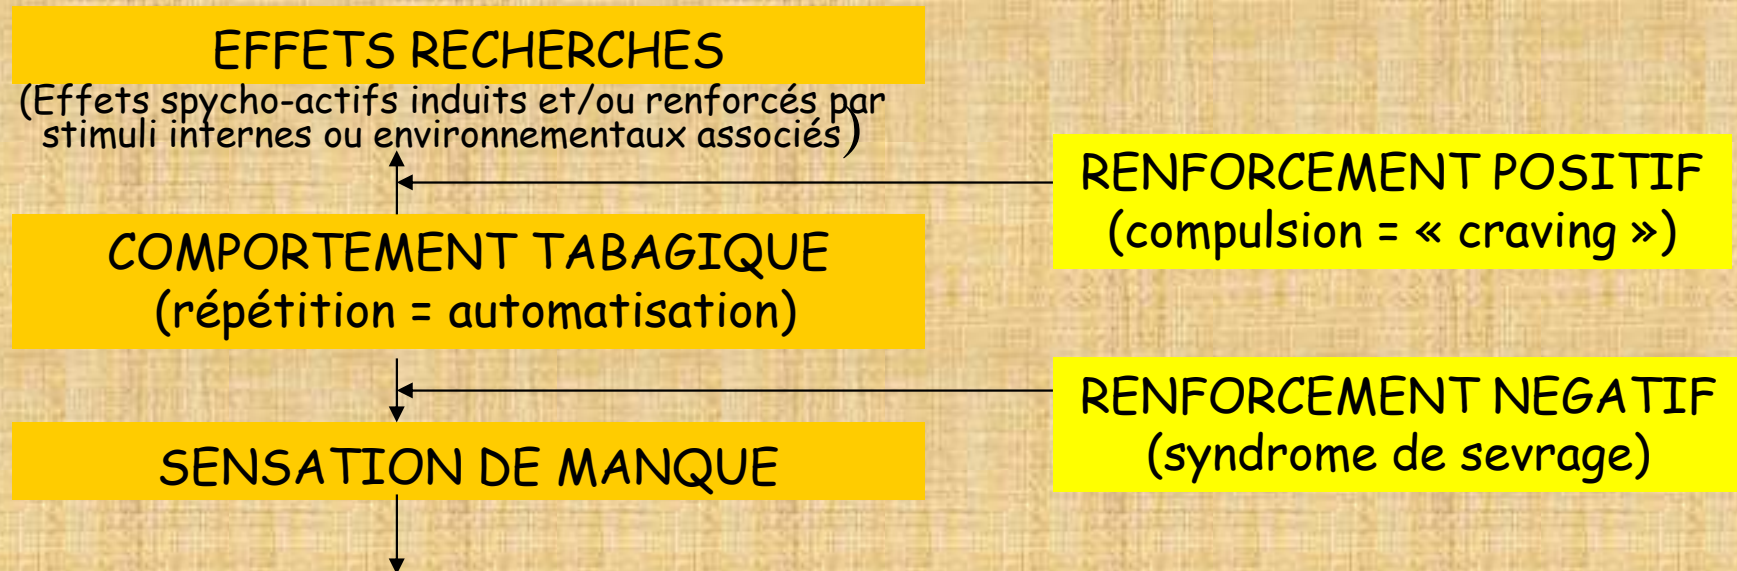 EFFETS RECHERCHES
(Effets spycho-actifs induits et/ou renforcés par
stimuli internes ou environnementaux associés)
RENFORCEMENT POSITIF
(compulsion = « craving »)
COMPORTEMENT TABAGIQUE
(répétition = automatisation)
RENFORCEMENT NEGATIF
(syndrome de sevrage)
SENSATION DE MANQUE